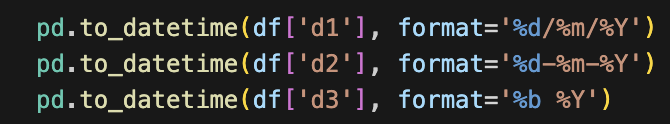 pd.to_datetime(df['d1'], format='%d/%m/%Y')
pd.to_datetime(df['d2'], format='%d-%m-%Y')
pd.to_datetime(df['d3'], format='%b %Y')